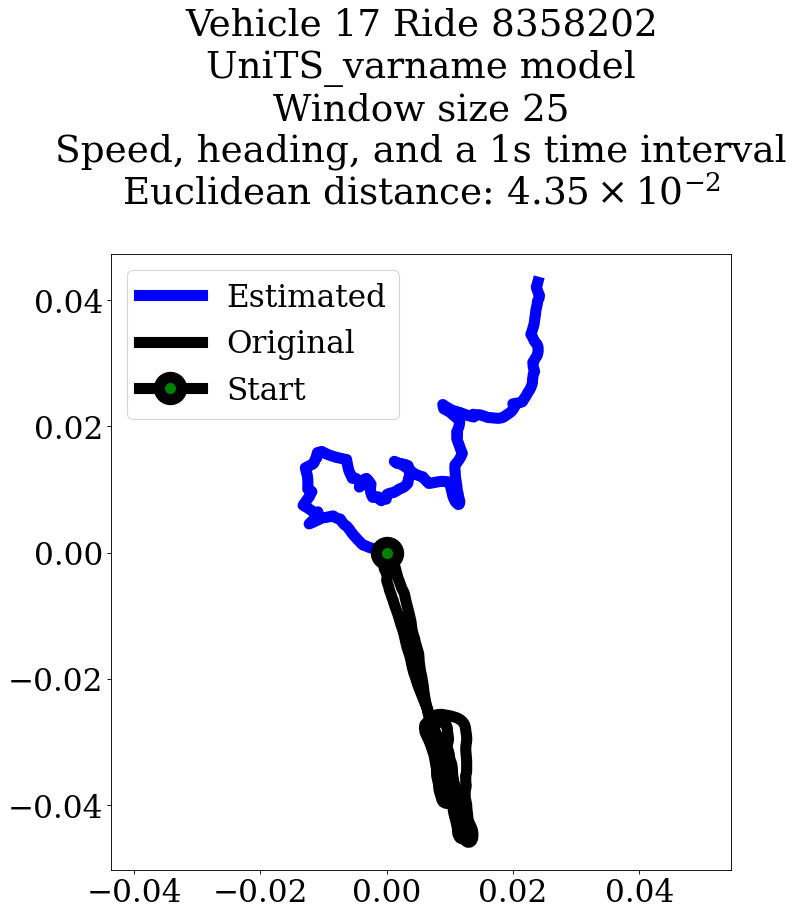 Vehicle 17 Ride 8358202
UniTS_varname model
Window size 25
Speed, heading, and a 1s time interval
Euclidean distance: 4.35 × 10⁻²
Estimated
Original
Start
0.04
0.02
0.00
−0.02
−0.04
−0.04 −0.02 0.00 0.02 0.04